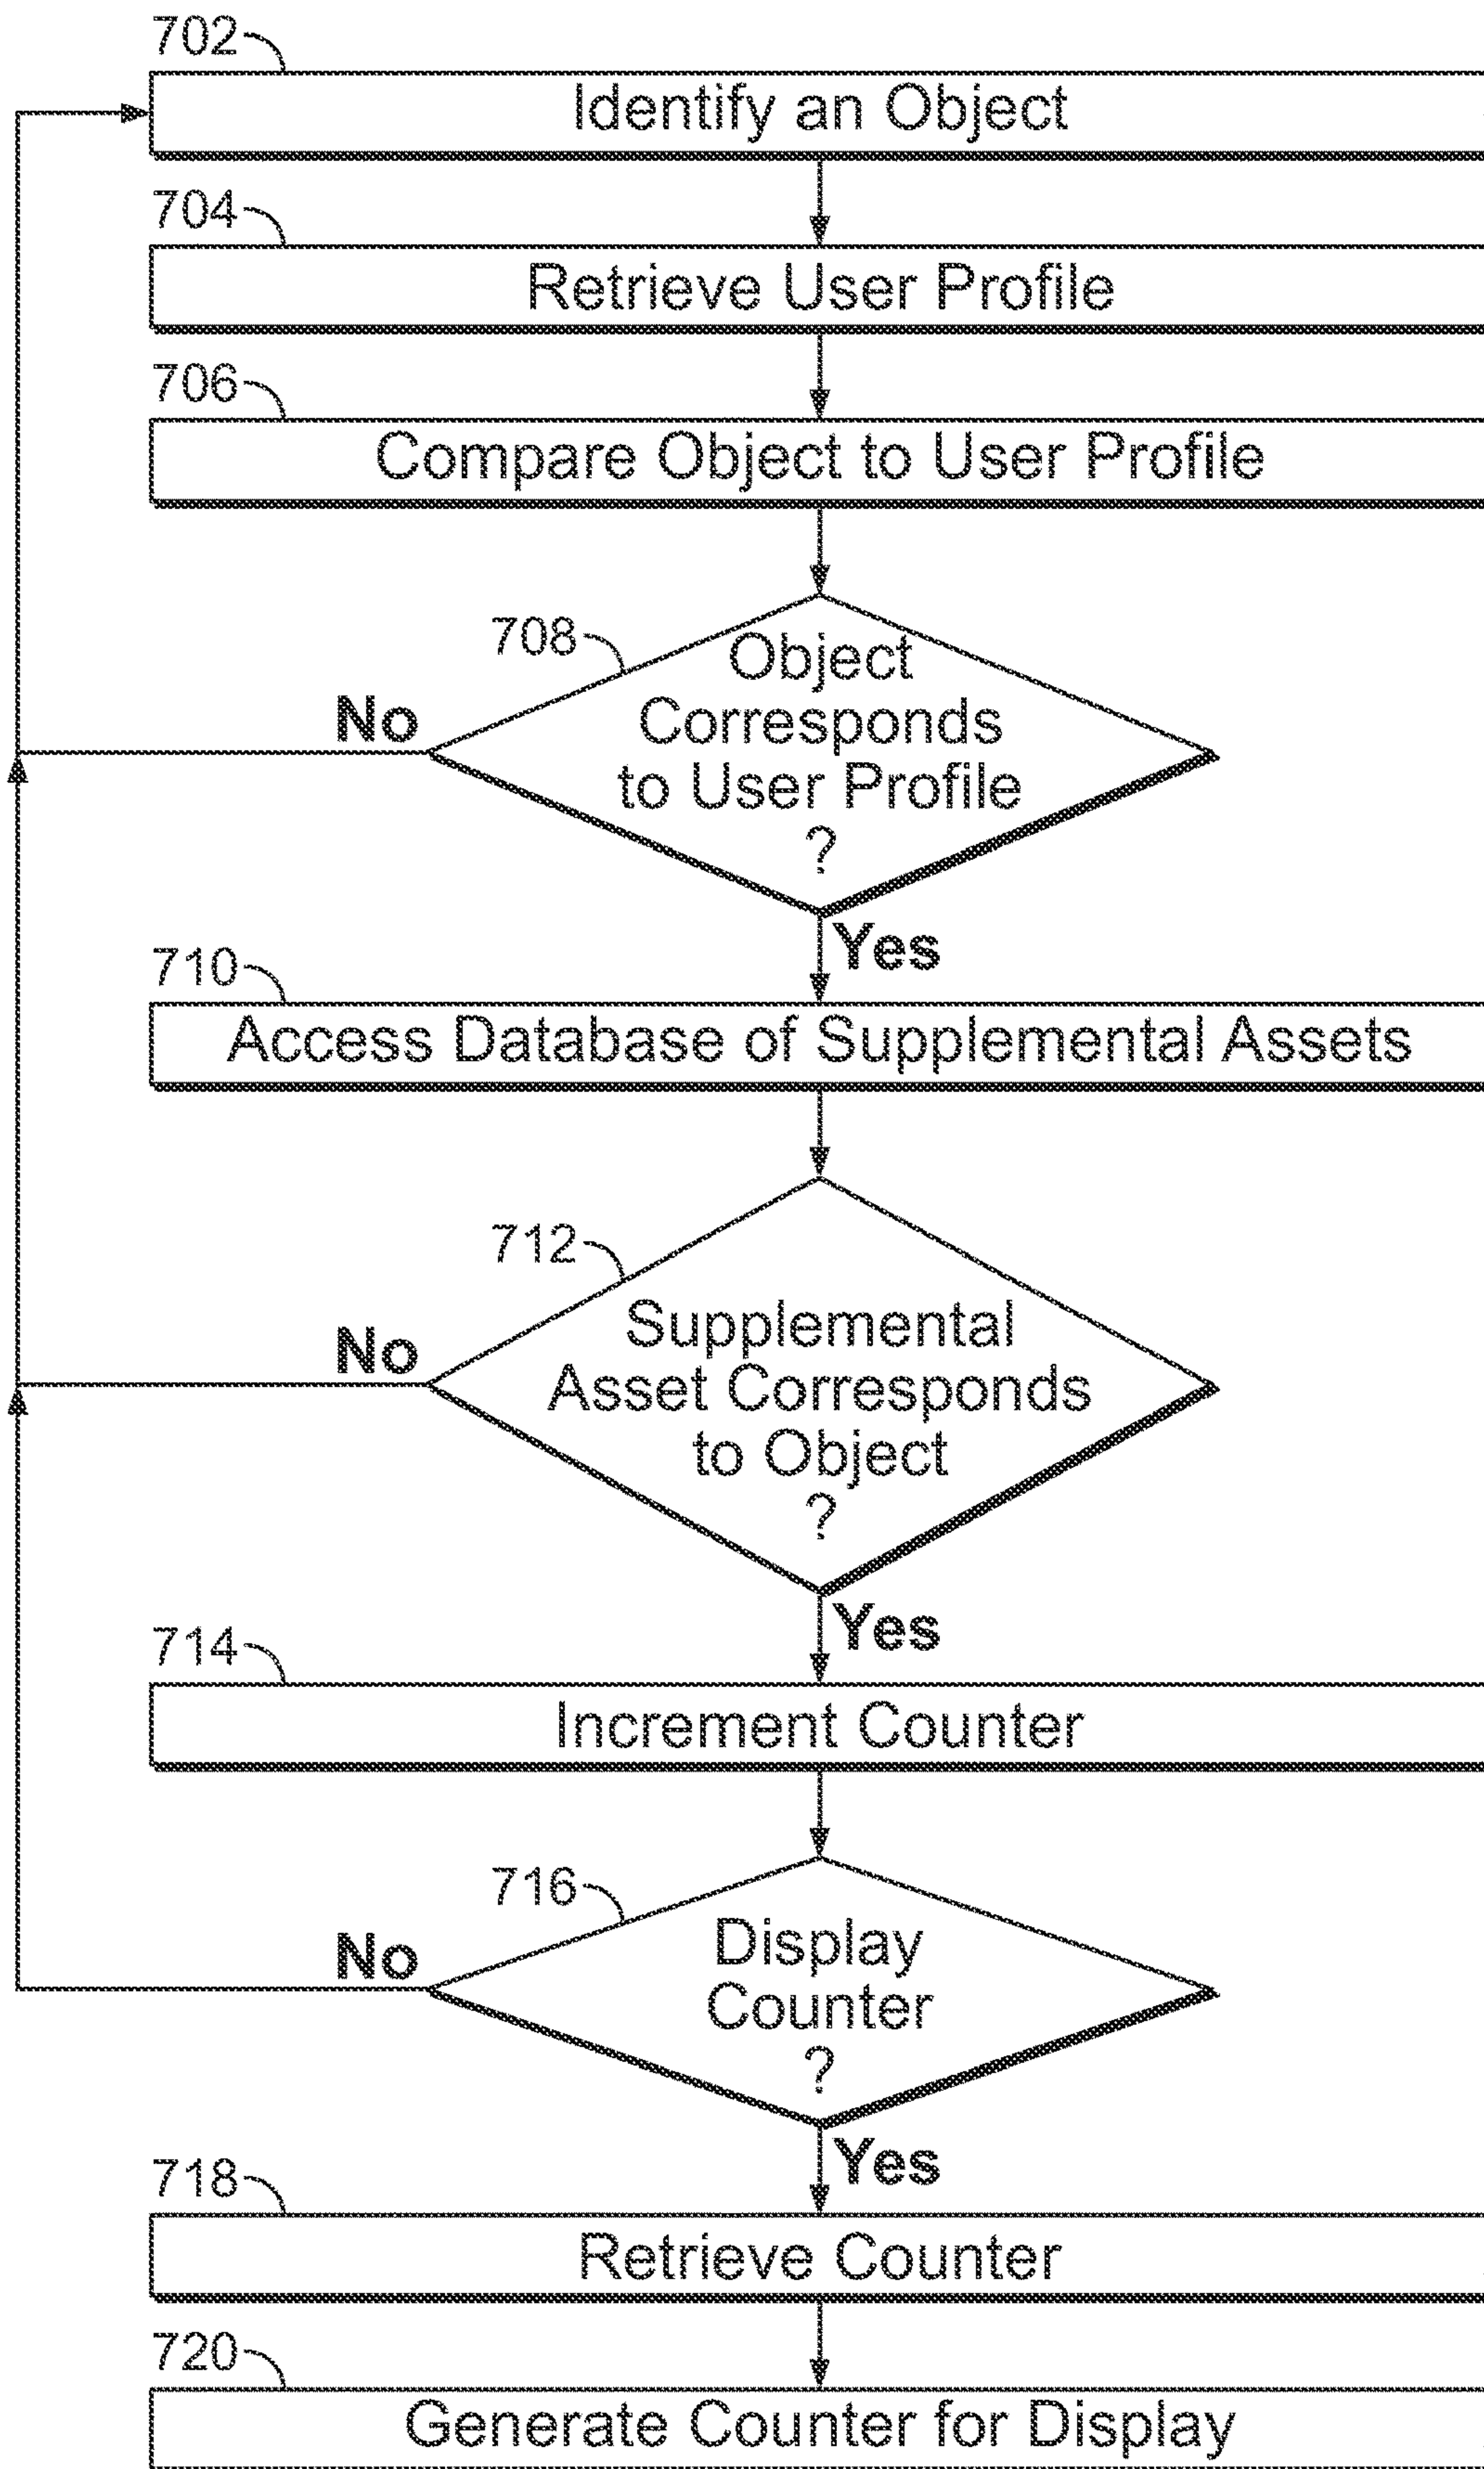 702
Identify an Object
704
Retrieve User Profile
706
Compare Object to User Profile
708
Object
Corresponds
to User Profile
?
No
Yes
710
Access Database of Supplemental Assets
712
Supplemental
Asset Corresponds
to Object
?
No
Yes
714
Increment Counter
716
Display
Counter
?
No
Yes
718
Retrieve Counter
720
Generate Counter for Display